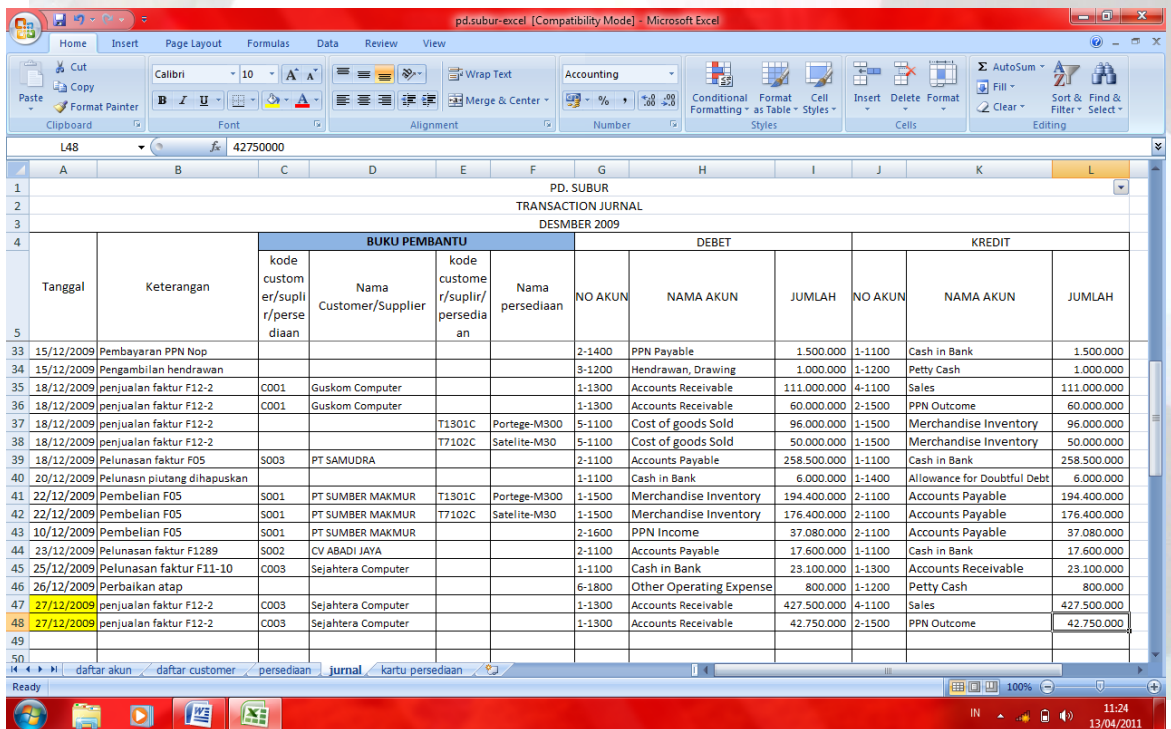 pd.subur-excel [Compatibility Mode] - Microsoft Excel
Home Insert Page Layout Formulas Data Review View
Paste Cut Copy Format Painter Clipboard
Calibri 10 B I U Font
Wrap Text Merge & Center Alignment
Accounting % , Number
Conditional Formatting Format as Table Cell Styles Styles
Insert Delete Format Cells
Σ AutoSum Fill Clear Sort & Filter Find & Select Editing
L48 fx 42750000
A B C D E F G H I J K L
1 PD. SUBUR
2 TRANSACTION JURNAL
3 DESMBER 2009
4 BUKU PEMBANTU DEBET KREDIT
5 Tanggal Keterangan kode customer/suplir/persediaan Nama Customer/Supplier kode customer/suplir/persediaan Nama persediaan NO AKUN NAMA AKUN JUMLAH NO AKUN NAMA AKUN JUMLAH
33 15/12/2009 Pembayaran PPN Nop 2-1400 PPN Payable 1.500.000 1-1100 Cash in Bank 1.500.000
34 15/12/2009 Pengambilan hendrawan 3-1200 Hendrawan, Drawing 1.000.000 1-1200 Petty Cash 1.000.000
35 18/12/2009 penjualan faktur F12-2 C001 Guskom Computer 1-1300 Accounts Receivable 111.000.000 4-1100 Sales 111.000.000
36 18/12/2009 penjualan faktur F12-2 C001 Guskom Computer 1-1300 Accounts Receivable 60.000.000 2-1500 PPN Outcome 60.000.000
37 18/12/2009 penjualan faktur F12-2 T1301C Portege-M300 5-1100 Cost of goods Sold 96.000.000 1-1500 Merchandise Inventory 96.000.000
38 18/12/2009 penjualan faktur F12-2 T7102C Satelite-M30 5-1100 Cost of goods Sold 50.000.000 1-1500 Merchandise Inventory 50.000.000
39 18/12/2009 Pelunasan faktur F05 S003 PT SAMUDRA 2-1100 Accounts Payable 258.500.000 1-1100 Cash in Bank 258.500.000
40 20/12/2009 Pelunasn piutang dihapuskan 1-1100 Cash in Bank 6.000.000 1-1400 Allowance for Doubtful Debt 6.000.000
41 22/12/2009 Pembelian F05 S001 PT SUMBER MAKMUR T1301C Portege-M300 1-1500 Merchandise Inventory 194.400.000 2-1100 Accounts Payable 194.400.000
42 22/12/2009 Pembelian F05 S001 PT SUMBER MAKMUR T7102C Satelite-M30 1-1500 Merchandise Inventory 176.400.000 2-1100 Accounts Payable 176.400.000
43 10/12/2009 Pembelian F05 S001 PT SUMBER MAKMUR 2-1600 PPN Income 37.080.000 2-1100 Accounts Payable 37.080.000
44 23/12/2009 Pelunasan faktur F1289 S002 CV ABADI JAYA 2-1100 Accounts Payable 17.600.000 1-1100 Cash in Bank 17.600.000
45 25/12/2009 Pelunasan faktur F11-10 C003 Sejahtera Computer 1-1100 Cash in Bank 23.100.000 1-1300 Accounts Receivable 23.100.000
46 26/12/2009 Perbaikan atap 6-1800 Other Operating Expense 800.000 1-1200 Petty Cash 800.000
47 27/12/2009 penjualan faktur F12-2 C003 Sejahtera Computer 1-1300 Accounts Receivable 427.500.000 4-1100 Sales 427.500.000
48 27/12/2009 penjualan faktur F12-2 C003 Sejahtera Computer 1-1300 Accounts Receivable 42.750.000 2-1500 PPN Outcome 42.750.000
49
50
daftar akun daftar customer persediaan jurnal kartu persediaan
Ready 100%
IN 11:24
13/04/2011